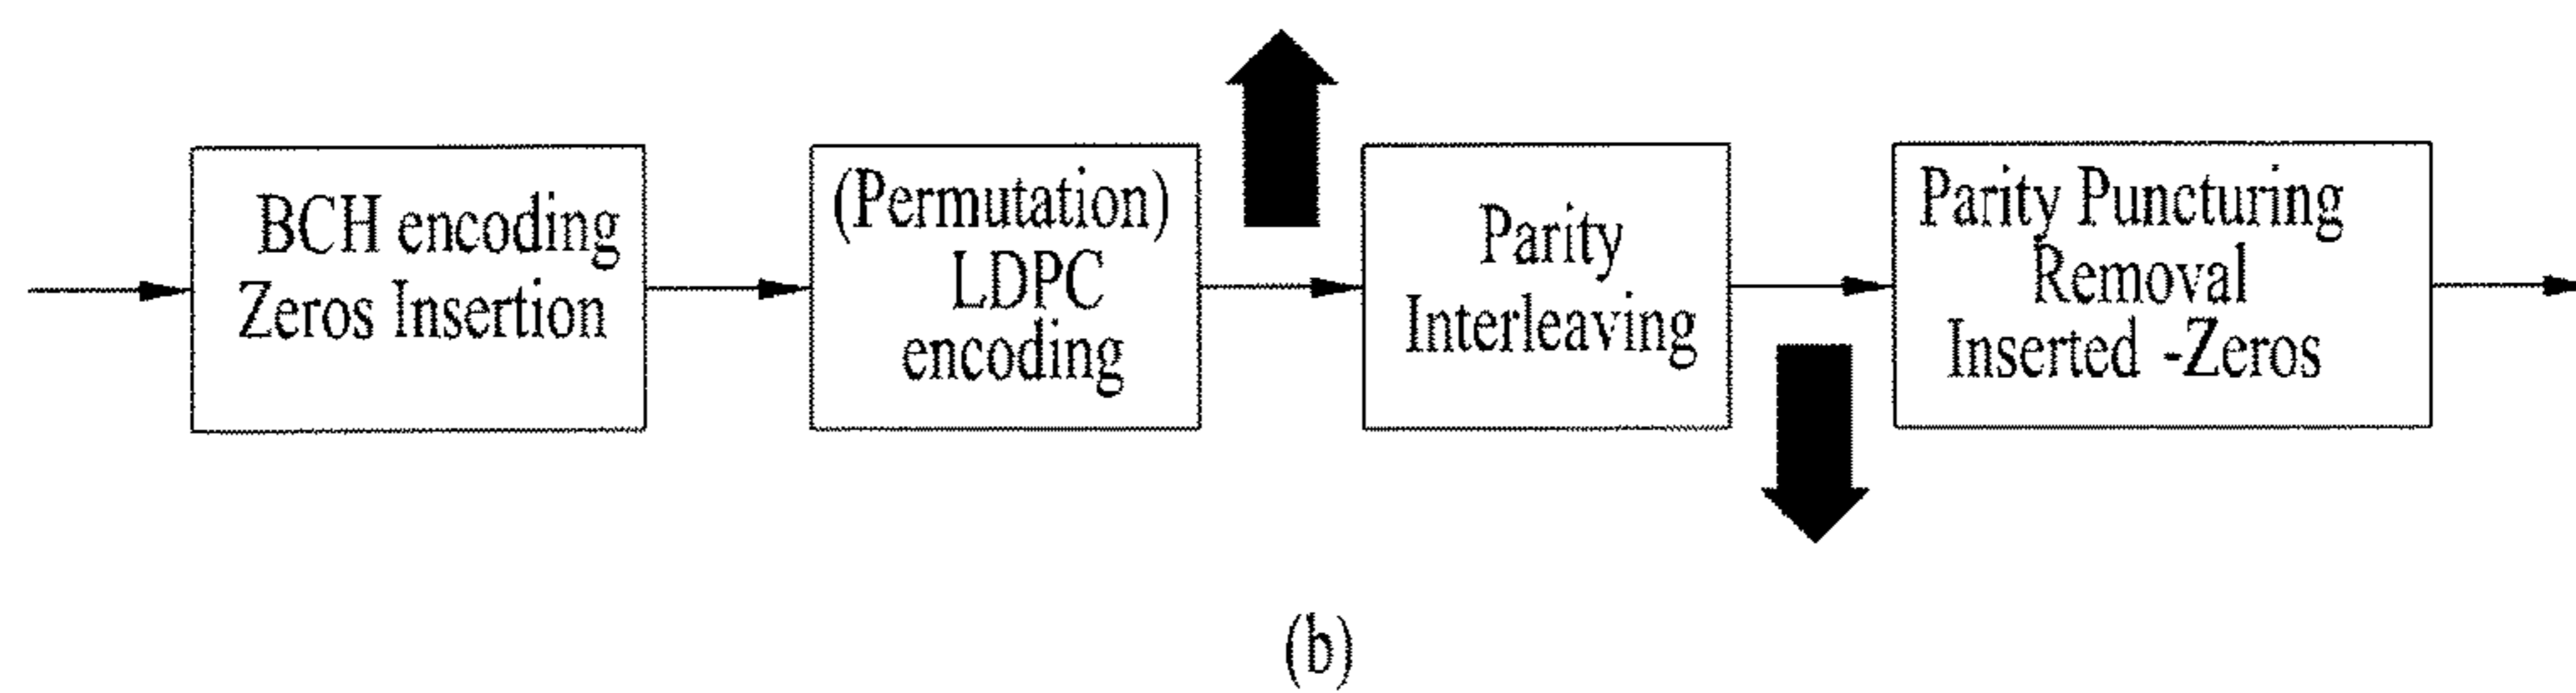 BCH encoding
Zeros Insertion
(Permutation)
LDPC
encoding
Parity
Interleaving
Parity Puncturing
Removal
Inserted -Zeros
(b)